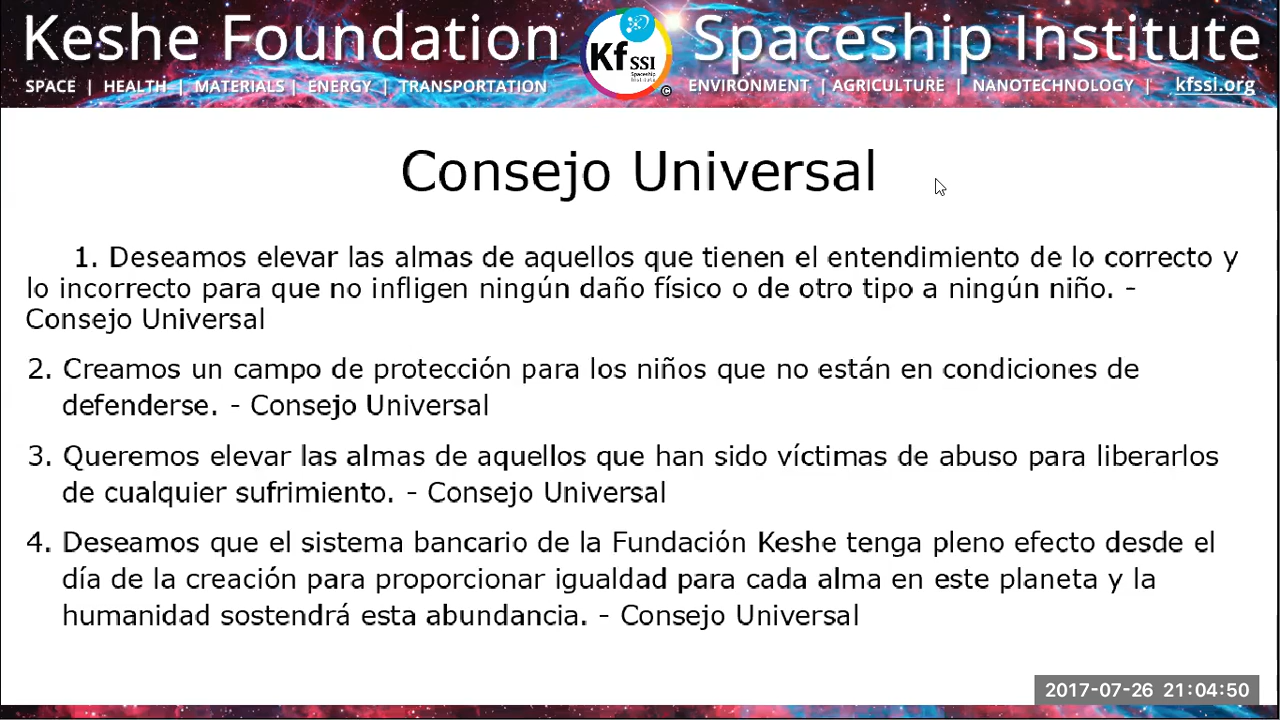 Keshe Foundation Spaceship Institute
Kf SSI
Spaceship
Institute
©
SPACE | HEALTH | MATERIALS | ENERGY | TRANSPORTATION ENVIRONMENT | AGRICULTURE | NANOTECHNOLOGY | kfssi.org
Consejo Universal
1. Deseamos elevar las almas de aquellos que tienen el entendimiento de lo correcto y
lo incorrecto para que no infligen ningún daño físico o de otro tipo a ningún niño. -
Consejo Universal
2. Creamos un campo de protección para los niños que no están en condiciones de
defenderse. - Consejo Universal
3. Queremos elevar las almas de aquellos que han sido víctimas de abuso para liberarlos
de cualquier sufrimiento. - Consejo Universal
4. Deseamos que el sistema bancario de la Fundación Keshe tenga pleno efecto desde el
día de la creación para proporcionar igualdad para cada alma en este planeta y la
humanidad sostendrá esta abundancia. - Consejo Universal
2017-07-26 21:04:50